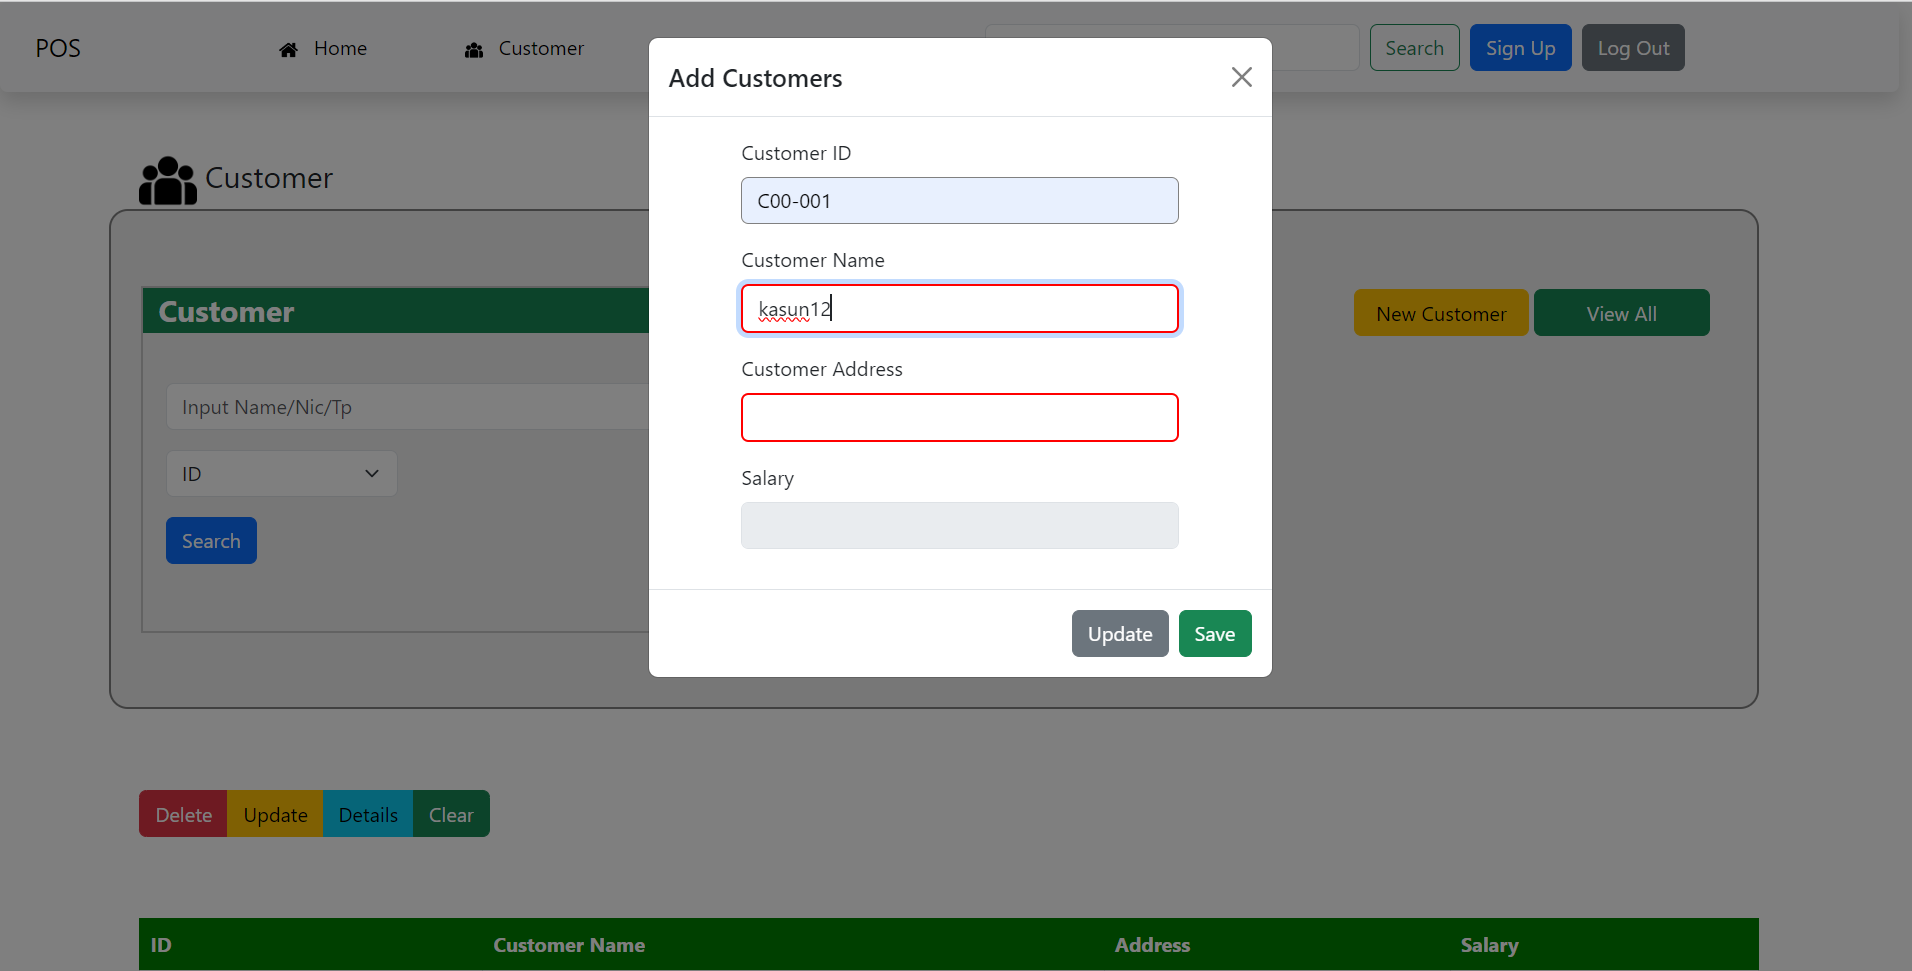 POS
Home
Customer
Search
Sign Up
Log Out
Add Customers
Customer ID
C00-001
Customer Name
kasun12
Customer Address
Salary
Update
Save
Customer
Customer
New Customer
View All
Input Name/Nic/Tp
ID
Search
Delete
Update
Details
Clear
ID
Customer Name
Address
Salary